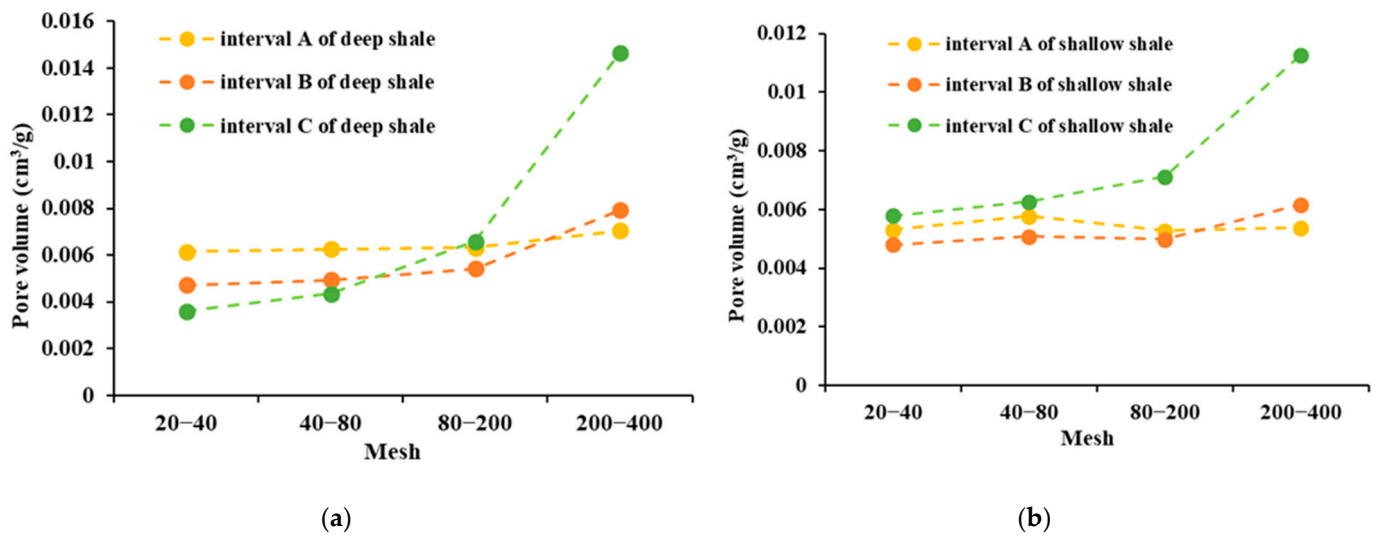 0.016
0.014
0.012
0.01
0.008
0.006
0.004
0.002
0
Pore volume (cm³/g)
interval A of deep shale
interval B of deep shale
interval C of deep shale
20−40 40−80 80−200 200−400
Mesh
(a)
0.012
0.01
0.008
0.006
0.004
0.002
0
Pore volume (cm³/g)
interval A of shallow shale
interval B of shallow shale
interval C of shallow shale
20−40 40−80 80−200 200−400
Mesh
(b)